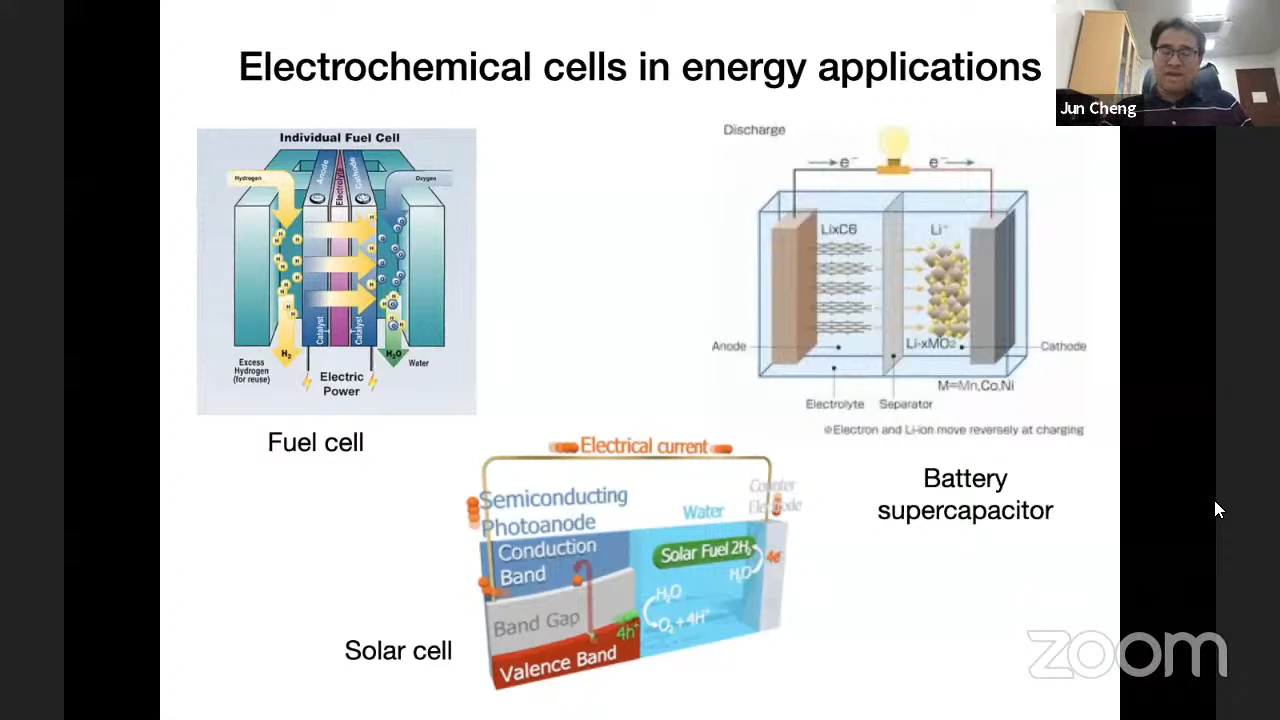 Electrochemical cells in energy applications
Jun Cheng
Individual Fuel Cell
Hydrogen
Anode
Electrolyte
Cathode
Oxygen
Catalyst
Catalyst
H₂
H₂O
Excess
Hydrogen
(for reuse)
Water
Electric
Power
Fuel cell
Discharge
e⁻
e⁻
LixC6
Li⁺
Li-xMO2
Anode
Cathode
M=Mn,Co,Ni
Electrolyte
Separator
※Electron and Li-ion move reversely at charging
Battery
supercapacitor
Electrical current
Semiconducting
Photoanode
Water
Counter
Electrode
Conduction
Band
Solar Fuel 2H₂
4e⁻
H₂O
H₂O
Band Gap
4h⁺
O₂ + 4H⁺
Valence Band
Solar cell
zoom